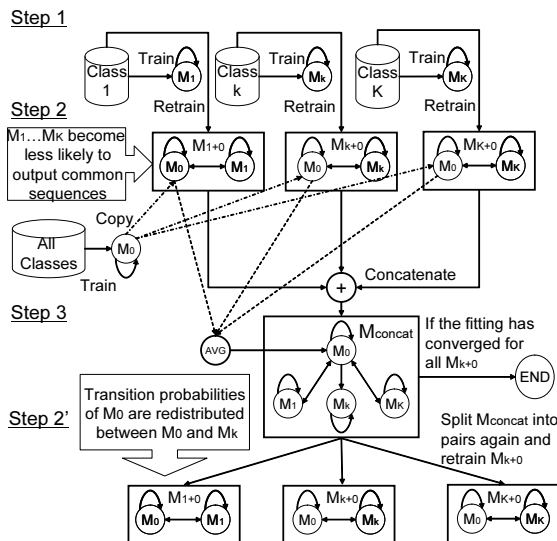 Step 1
Class 1
Train
M1
Class k
Train
Mk
Class K
Train
MK
Retrain
Retrain
Retrain
Step 2
M1...MK become
less likely to
output common
sequences
M1+0
M0
M1
Mk+0
M0
Mk
MK+0
M0
MK
Copy
All
Classes
M0
Train
Concatenate
+
Step 3
AVG
Mconcat
M0
M1
Mk
MK
If the fitting has
converged for
all Mk+0
END
Transition probabilities
of M0 are redistributed
between M0 and Mk
Step 2'
Split Mconcat into
pairs again and
retrain Mk+0
M1+0
M0
M1
Mk+0
M0
Mk
MK+0
M0
MK